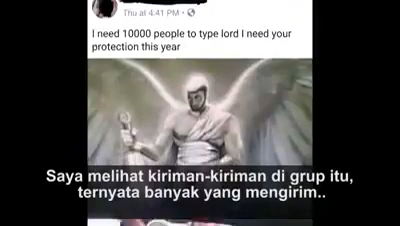 Thu at 4:41 PM ·
I need 10000 people to type lord I need your
protection this year
Saya melihat kiriman-kiriman di grup itu,
ternyata banyak yang mengirim..